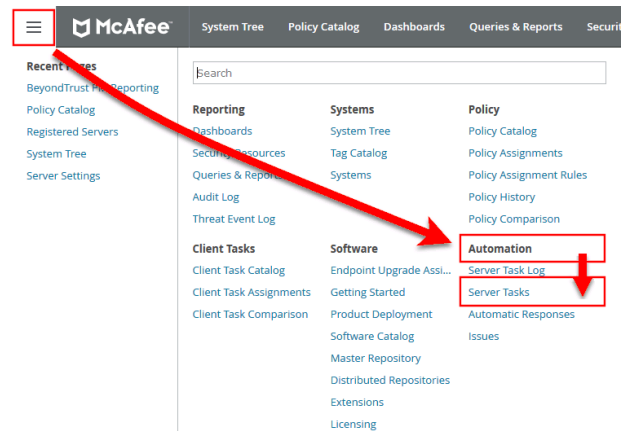 McAfee™
System Tree
Policy Catalog
Dashboards
Queries & Reports
Securit
Recent Pages
BeyondTrust Reporting
Policy Catalog
Registered Servers
System Tree
Server Settings
Search
Reporting
Dashboards
Security Resources
Queries & Reports
Audit Log
Threat Event Log
Systems
System Tree
Tag Catalog
Systems
Policy
Policy Catalog
Policy Assignments
Policy Assignment Rules
Policy History
Policy Comparison
Client Tasks
Client Task Catalog
Client Task Assignments
Client Task Comparison
Software
Endpoint Upgrade Assi...
Getting Started
Product Deployment
Software Catalog
Master Repository
Distributed Repositories
Extensions
Licensing
Automation
Server Task Log
Server Tasks
Automatic Responses
Issues